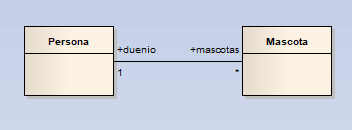 Persona
Mascota
+duenio
+mascotas
1
*